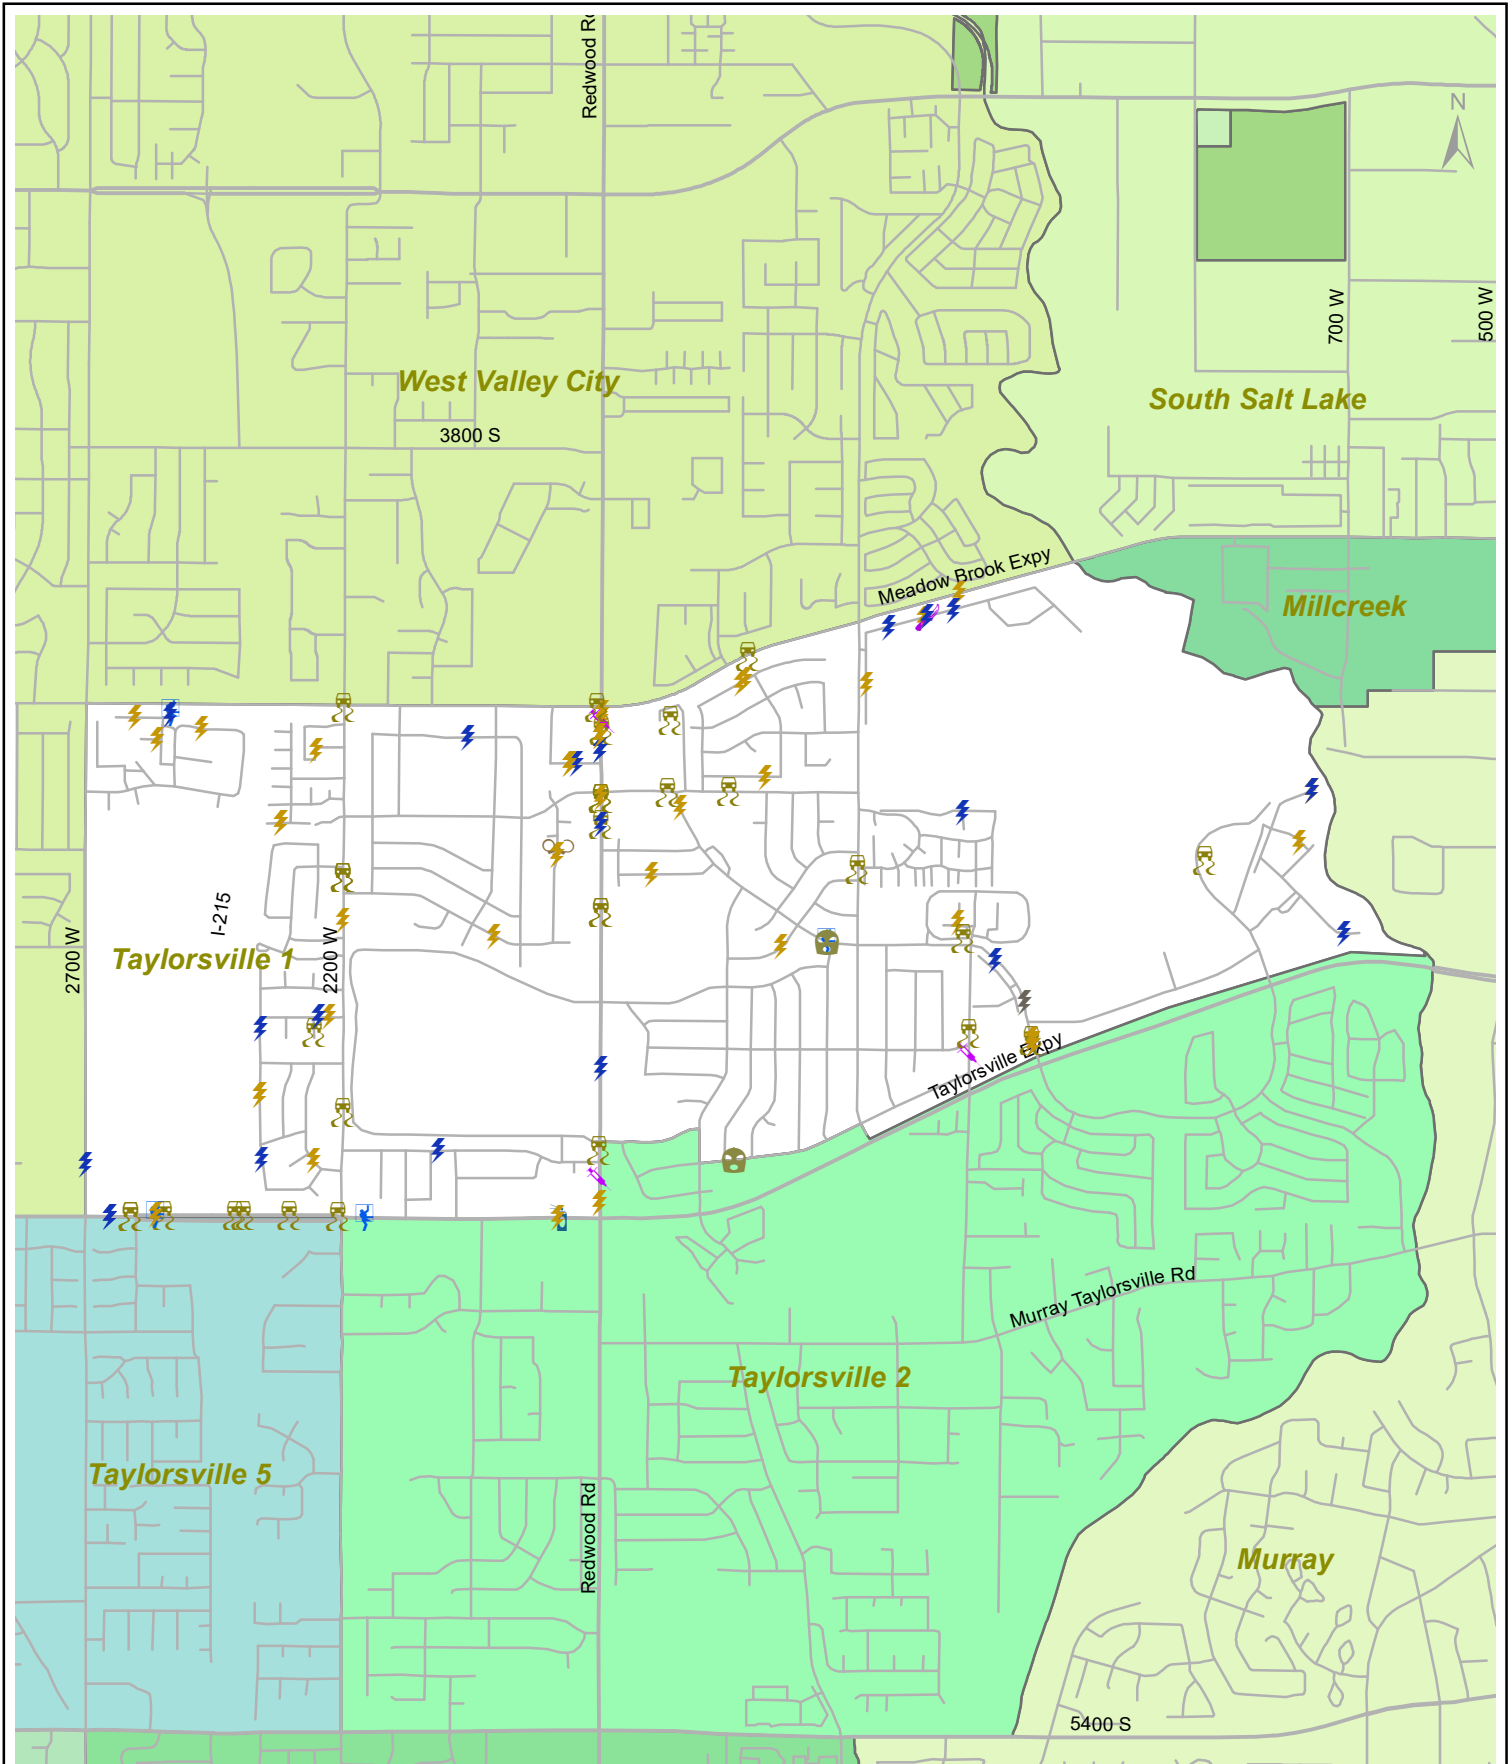 Redwood Rd
N
700 W
500 W
West Valley City
South Salt Lake
3800 S
Meadow Brook Expy
Millcreek
I-215
2700 W
Taylorsville 1
2200 W
Taylorsville Expy
Murray Taylorsville Rd
Taylorsville 2
Taylorsville 5
Redwood Rd
Murray
5400 S